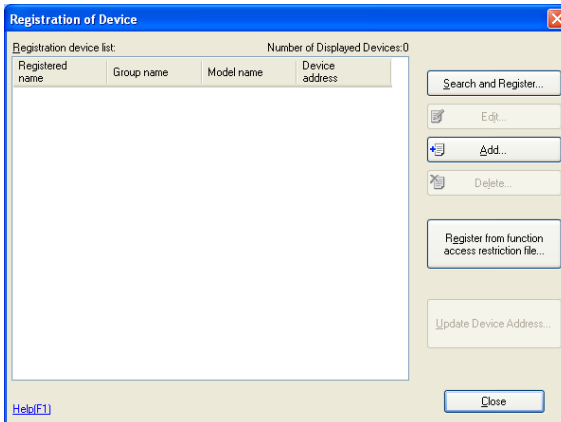 Registration of Device
Registration device list: Number of Displayed Devices:0
Registered name Group name Model name Device address
Search and Register...
Edit...
Add...
Delete...
Register from function
access restriction file...
Update Device Address...
Help(F1)
Close